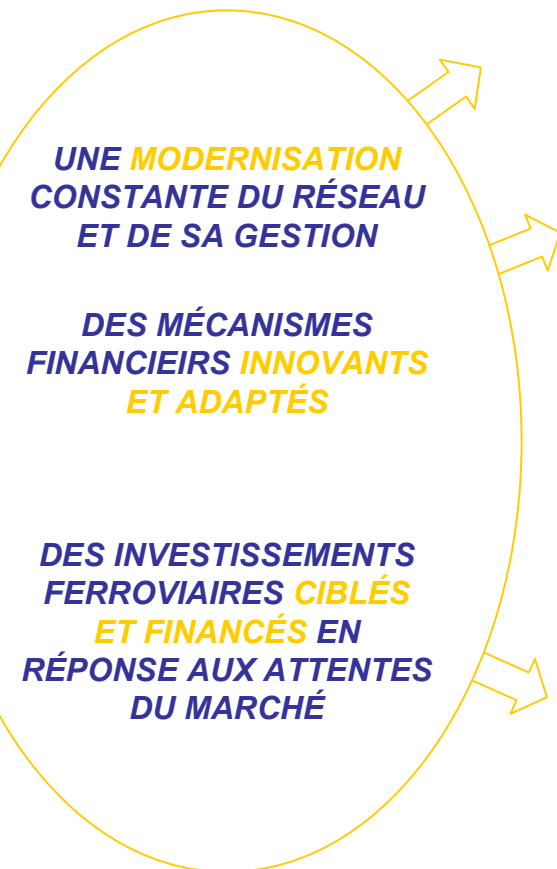 UNE MODERNISATION
CONSTANTE DU RÉSEAU
ET DE SA GESTION
DES MÉCANISMES
FINANCIEIRS INNOVANTS
ET ADAPTÉS
DES INVESTISSEMENTS
FERROVIAIRES CIBLÉS
ET FINANCÉS EN
RÉPONSE AUX ATTENTES
DU MARCHÉ